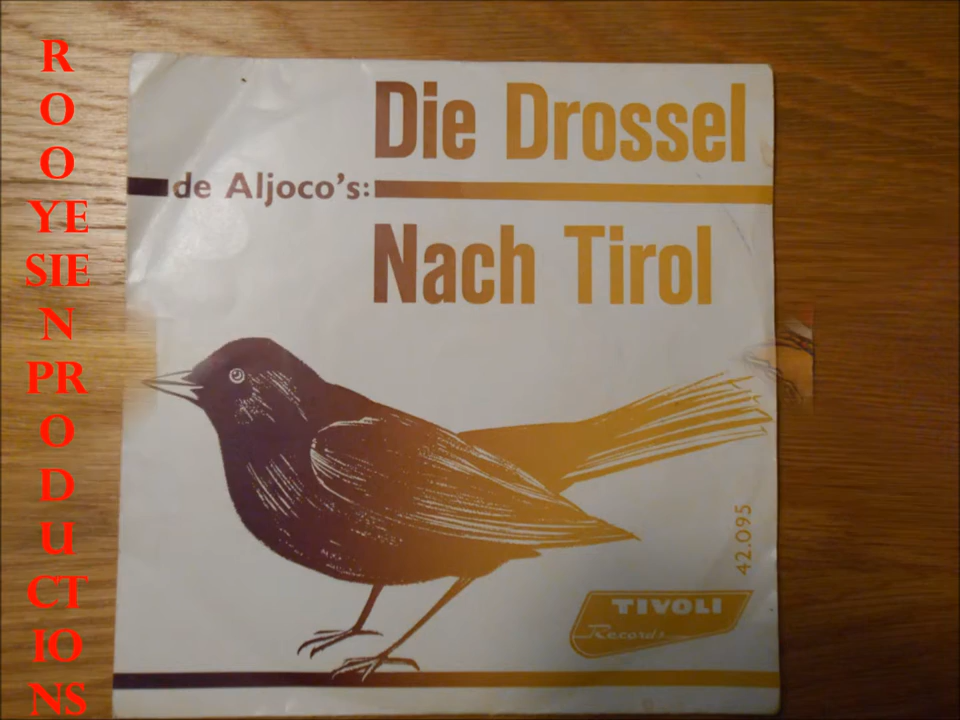 R
O
O
YE
SIE
N
PR
O
D
U
CT
IO
NS
Die Drossel
de Aljoco's:
Nach Tirol
42.095
TIVOLI
Records